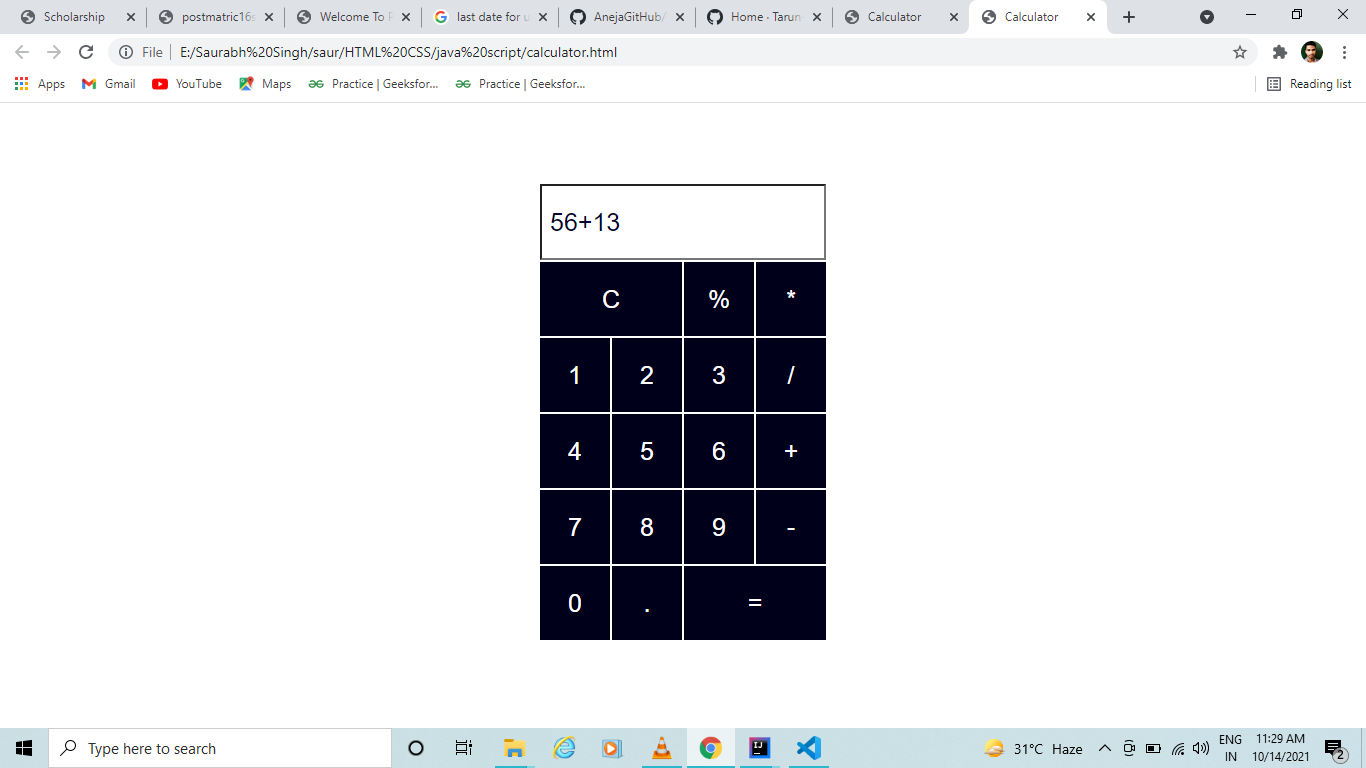 Scholarship postmatric16s Welcome To P last date for u AnejaGitHub/ Home · Tarun Calculator Calculator
File E:/Saurabh%20Singh/saur/HTML%20CSS/java%20script/calculator.html
Apps Gmail YouTube Maps Practice | Geeksfor... Practice | Geeksfor... Reading list
56+13
C % *
1 2 3 /
4 5 6 +
7 8 9 -
0 . =
Type here to search 31°C Haze ENG 11:29 AM
IN 10/14/2021 2